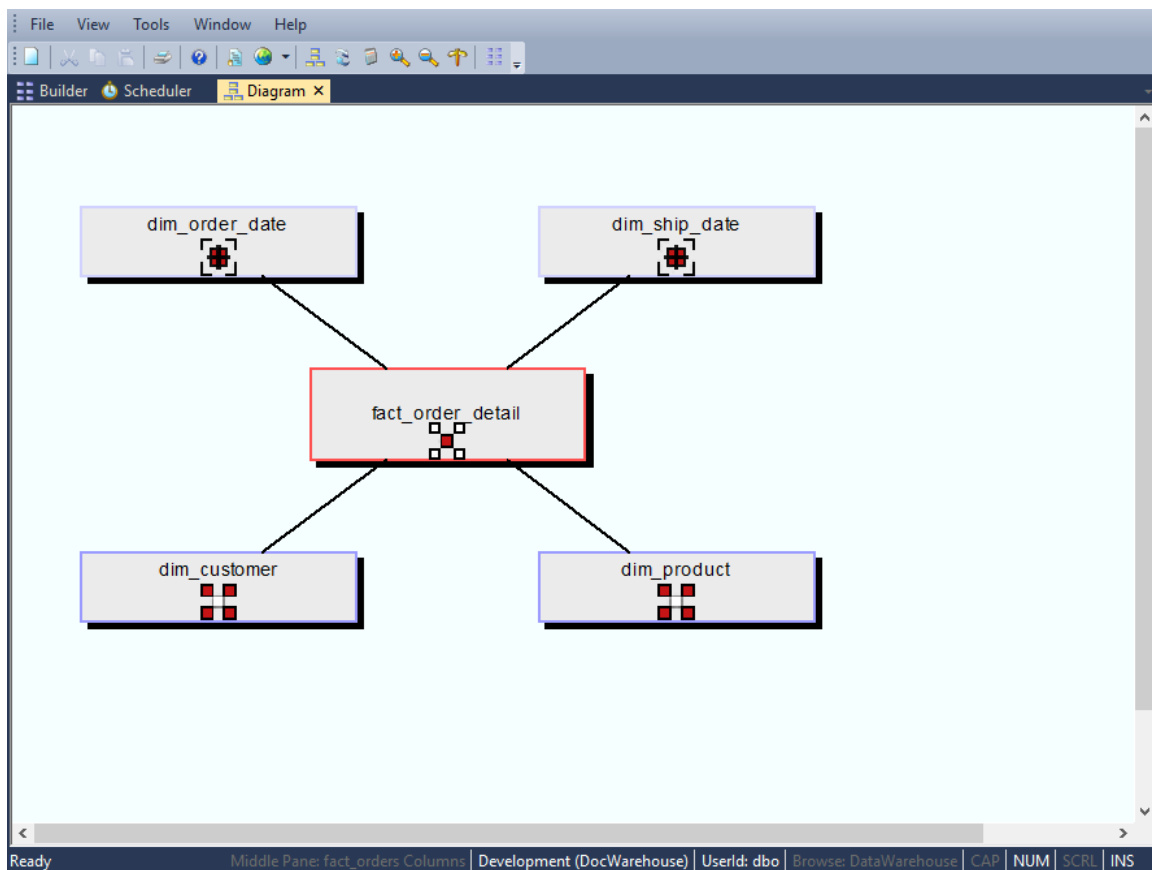 File View Tools Window Help
Builder Scheduler Diagram
dim_order_date dim_ship_date
fact_order_detail
dim_customer dim_product
Ready Middle Pane: fact_orders Columns Development (DocWarehouse) UserId: dbo Browse: DataWarehouse CAP NUM SCRL INS